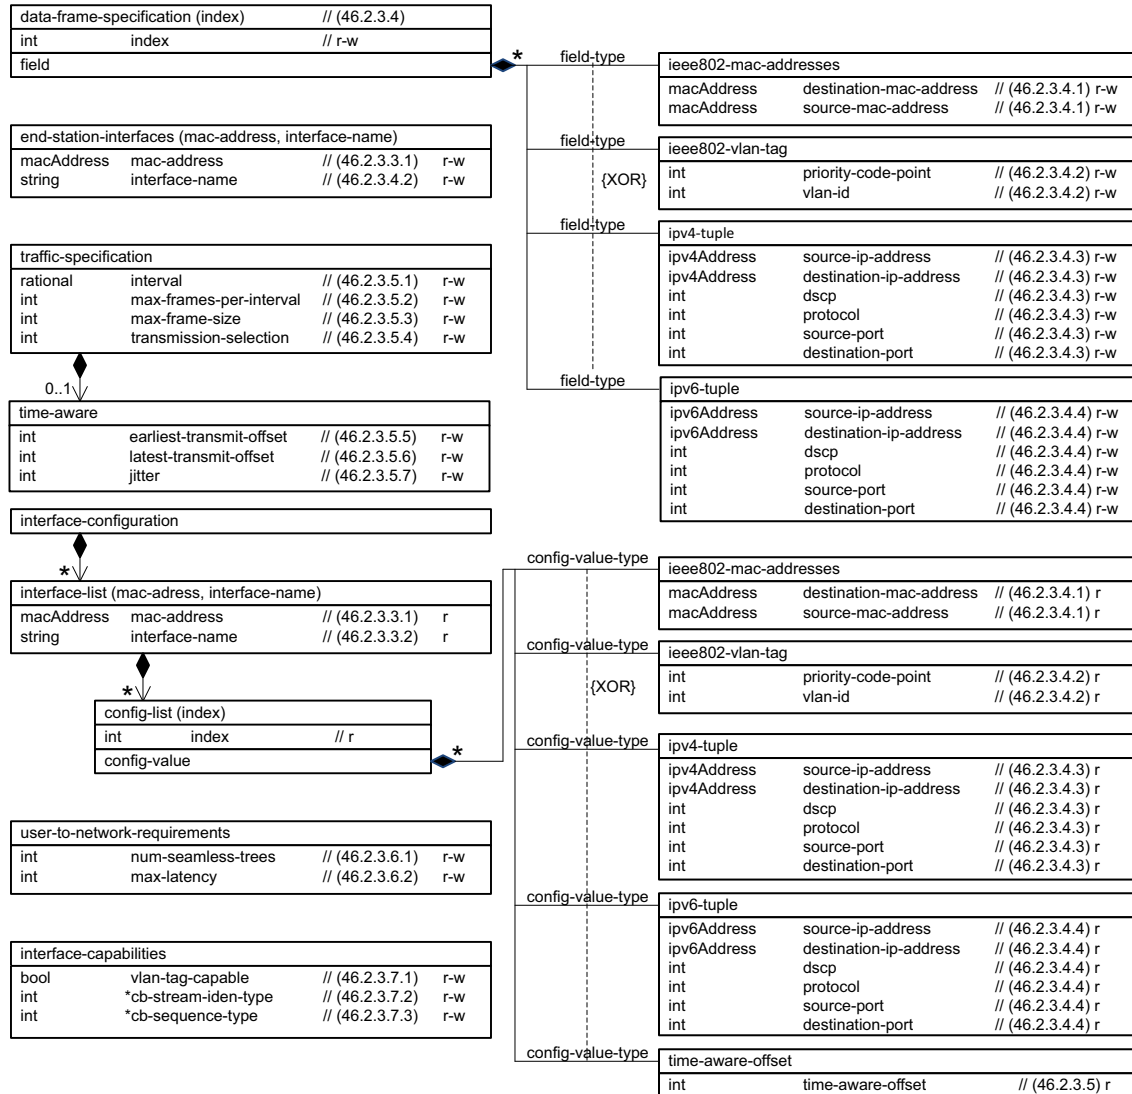 data-frame-specification (index) // (46.2.3.4)
int index // r-w
field
*
end-station-interfaces (mac-address, interface-name)
macAddress mac-address // (46.2.3.3.1) r-w
string interface-name // (46.2.3.4.2) r-w
traffic-specification
rational interval // (46.2.3.5.1) r-w
int max-frames-per-interval // (46.2.3.5.2) r-w
int max-frame-size // (46.2.3.5.3) r-w
int transmission-selection // (46.2.3.5.4) r-w
0..1
time-aware
int earliest-transmit-offset // (46.2.3.5.5) r-w
int latest-transmit-offset // (46.2.3.5.6) r-w
int jitter // (46.2.3.5.7) r-w
field-type
ieee802-mac-addresses
macAddress destination-mac-address // (46.2.3.4.1) r-w
macAddress source-mac-address // (46.2.3.4.1) r-w
field-type
ieee802-vlan-tag
int priority-code-point // (46.2.3.4.2) r-w
int vlan-id // (46.2.3.4.2) r-w
{XOR}
field-type
ipv4-tuple
ipv4Address source-ip-address // (46.2.3.4.3) r-w
ipv4Address destination-ip-address // (46.2.3.4.3) r-w
int dscp // (46.2.3.4.3) r-w
int protocol // (46.2.3.4.3) r-w
int source-port // (46.2.3.4.3) r-w
int destination-port // (46.2.3.4.3) r-w
field-type
ipv6-tuple
ipv6Address source-ip-address // (46.2.3.4.4) r-w
ipv6Address destination-ip-address // (46.2.3.4.4) r-w
int dscp // (46.2.3.4.4) r-w
int protocol // (46.2.3.4.4) r-w
int source-port // (46.2.3.4.4) r-w
int destination-port // (46.2.3.4.4) r-w
interface-configuration
*
interface-list (mac-adress, interface-name)
macAddress mac-address // (46.2.3.3.1) r
string interface-name // (46.2.3.3.2) r
*
config-list (index)
int index // r
config-value
*
user-to-network-requirements
int num-seamless-trees // (46.2.3.6.1) r-w
int max-latency // (46.2.3.6.2) r-w
interface-capabilities
bool vlan-tag-capable // (46.2.3.7.1) r-w
int *cb-stream-iden-type // (46.2.3.7.2) r-w
int *cb-sequence-type // (46.2.3.7.3) r-w
config-value-type
ieee802-mac-addresses
macAddress destination-mac-address // (46.2.3.4.1) r
macAddress source-mac-address // (46.2.3.4.1) r
config-value-type
ieee802-vlan-tag
int priority-code-point // (46.2.3.4.2) r
int vlan-id // (46.2.3.4.2) r
{XOR}
config-value-type
ipv4-tuple
ipv4Address source-ip-address // (46.2.3.4.3) r
ipv4Address destination-ip-address // (46.2.3.4.3) r
int dscp // (46.2.3.4.3) r
int protocol // (46.2.3.4.3) r
int source-port // (46.2.3.4.3) r
int destination-port // (46.2.3.4.3) r
config-value-type
ipv6-tuple
ipv6Address source-ip-address // (46.2.3.4.4) r
ipv6Address destination-ip-address // (46.2.3.4.4) r
int dscp // (46.2.3.4.4) r
int protocol // (46.2.3.4.4) r
int source-port // (46.2.3.4.4) r
int destination-port // (46.2.3.4.4) r
config-value-type
time-aware-offset
int time-aware-offset // (46.2.3.5) r